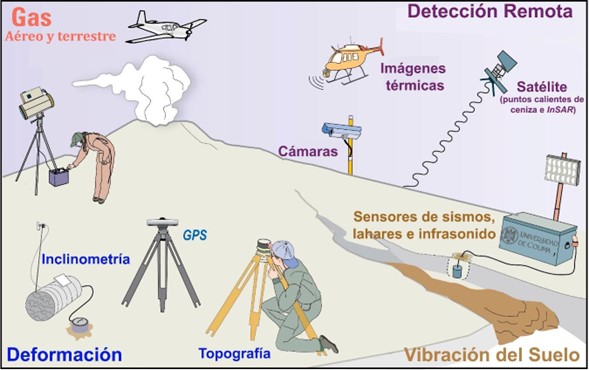 Gas
Aéreo y terrestre
Detección Remota
Imágenes
térmicas
Satélite
(puntos calientes de
ceniza e InSAR)
Cámaras
Sensores de sismos,
lahares e infrasonido
UNIVERSIDAD
DE COLIMA
Inclinometría
GPS
Topografía
Deformación
Vibración del Suelo